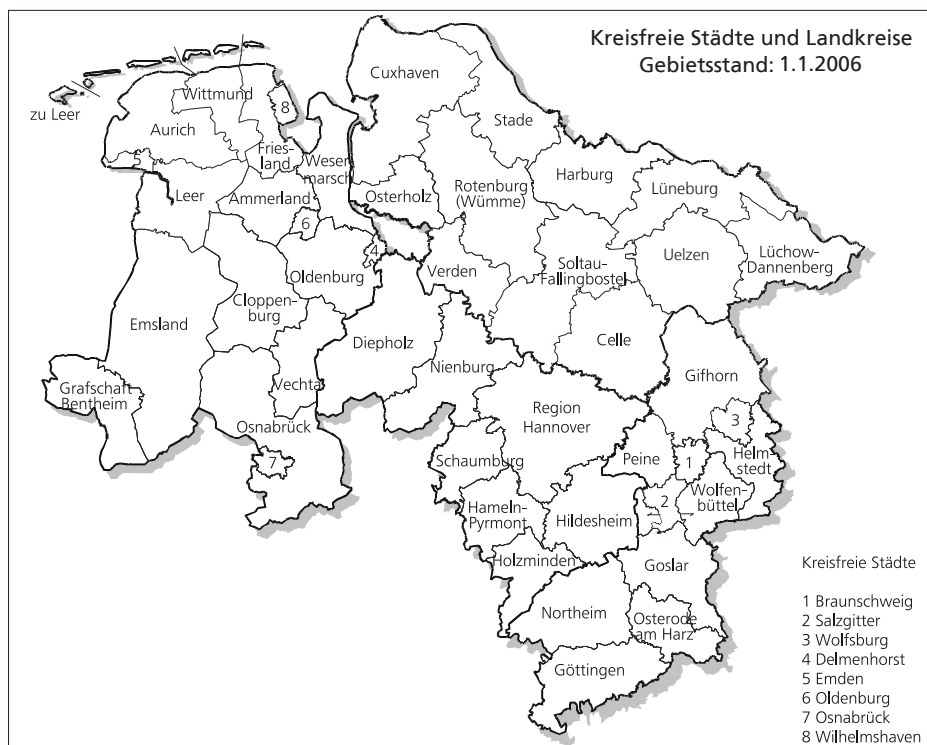 Kreisfreie Städte und Landkreise
Gebietsstand: 1.1.2006
Cuxhaven
Wittmund
8
zu Leer
Aurich
Stade
Fries-
land
Weser-
marsch
5
Harburg
Lüneburg
Leer
Ammerland
Osterholz
Rotenburg
(Wümme)
6
4
Oldenburg
Verden
Soltau-
Fallingbostel
Uelzen
Lüchow-
Dannenberg
Cloppen-
burg
Emsland
Diepholz
Celle
Nienburg
Gifhorn
Vechta
Grafschaft
Bentheim
Region
Hannover
Osnabrück
3
7
Schaumburg
Peine
1
Helm-
stedt
Wolfen-
büttel
2
Hameln-
Pyrmont
Hildesheim
Holzminden
Goslar
Northeim
Osterode
am Harz
Göttingen
Kreisfreie Städte
1 Braunschweig
2 Salzgitter
3 Wolfsburg
4 Delmenhorst
5 Emden
6 Oldenburg
7 Osnabrück
8 Wilhelmshaven